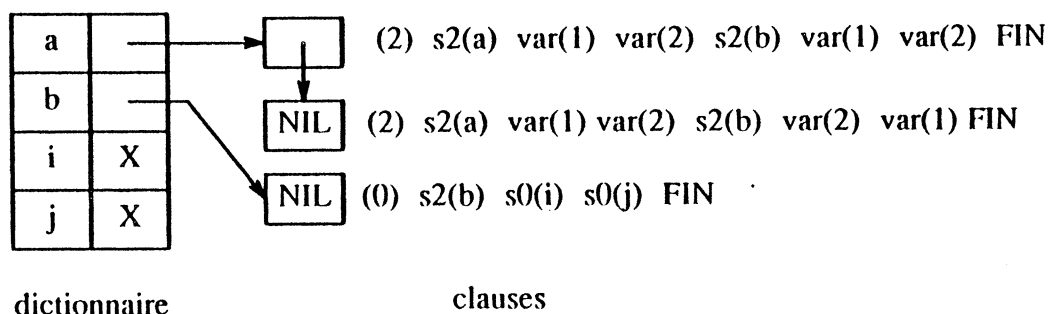 a (2) s2(a) var(1) var(2) s2(b) var(1) var(2) FIN
b
NIL (2) s2(a) var(1) var(2) s2(b) var(2) var(1) FIN
i X
NIL (0) s2(b) s0(i) s0(j) FIN
j X
dictionnaire clauses